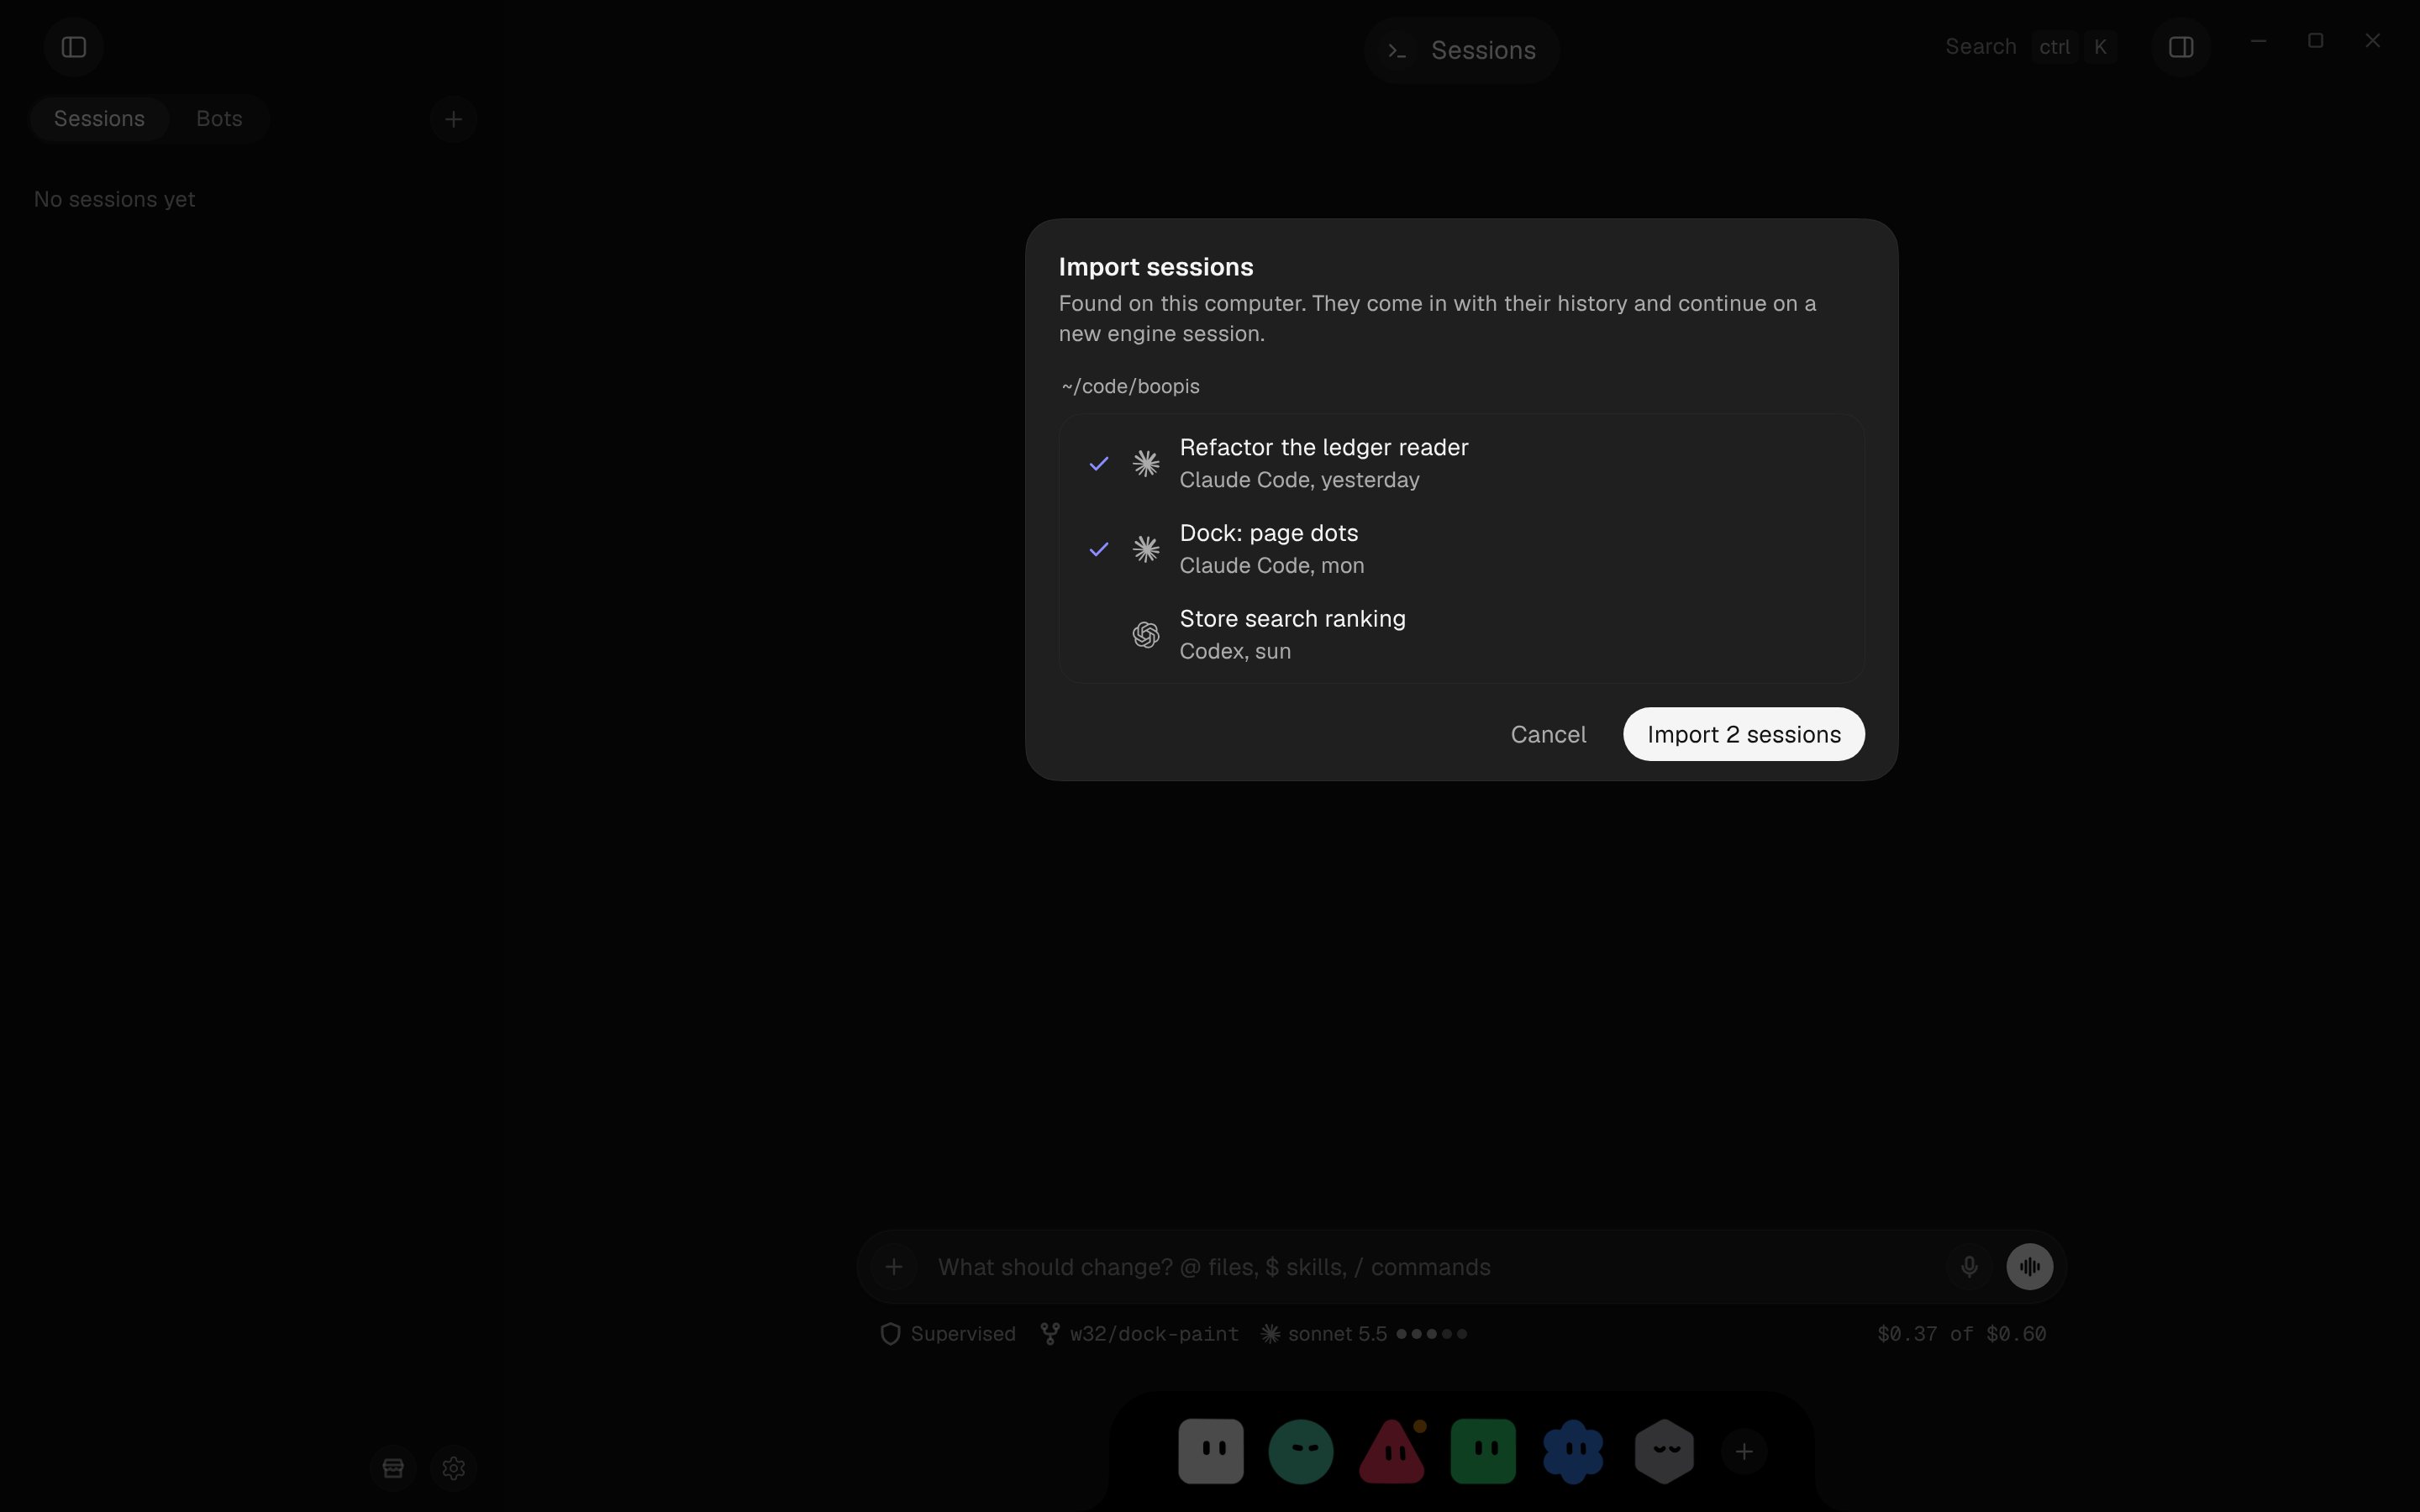 Sessions
Search ctrl K
Sessions Bots
No sessions yet
Import sessions
Found on this computer. They come in with their history and continue on a
new engine session.
~/code/boopis
Refactor the ledger reader
Claude Code, yesterday
Dock: page dots
Claude Code, mon
Store search ranking
Codex, sun
Cancel Import 2 sessions
What should change? @ files, $ skills, / commands
Supervised w32/dock-paint sonnet 5.5 $0.37 of $0.60